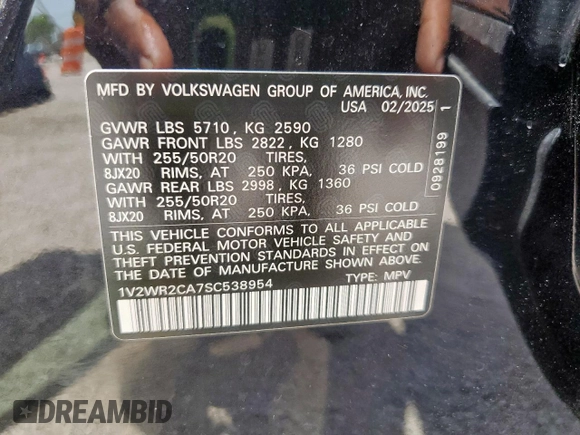 MFD BY VOLKSWAGEN GROUP OF AMERICA, INC.
USA 02/2025
GVWR LBS 5710, KG 2590
GAWR FRONT LBS 2822, KG 1280
WITH 255/50R20 TIRES,
8JX20 RIMS, AT 250 KPA, 36 PSI COLD
GAWR REAR LBS 2998, KG 1360
WITH 255/50R20 TIRES,
8JX20 RIMS, AT 250 KPA, 36 PSI COLD
THIS VEHICLE CONFORMS TO ALL APPLICABLE
U.S. FEDERAL MOTOR VEHICLE SAFETY AND
THEFT PREVENTION STANDARDS IN EFFECT ON
THE DATE OF MANUFACTURE SHOWN ABOVE.
1V2WR2CA7SC538954 TYPE: MPV
0928199 1
DREAMBID